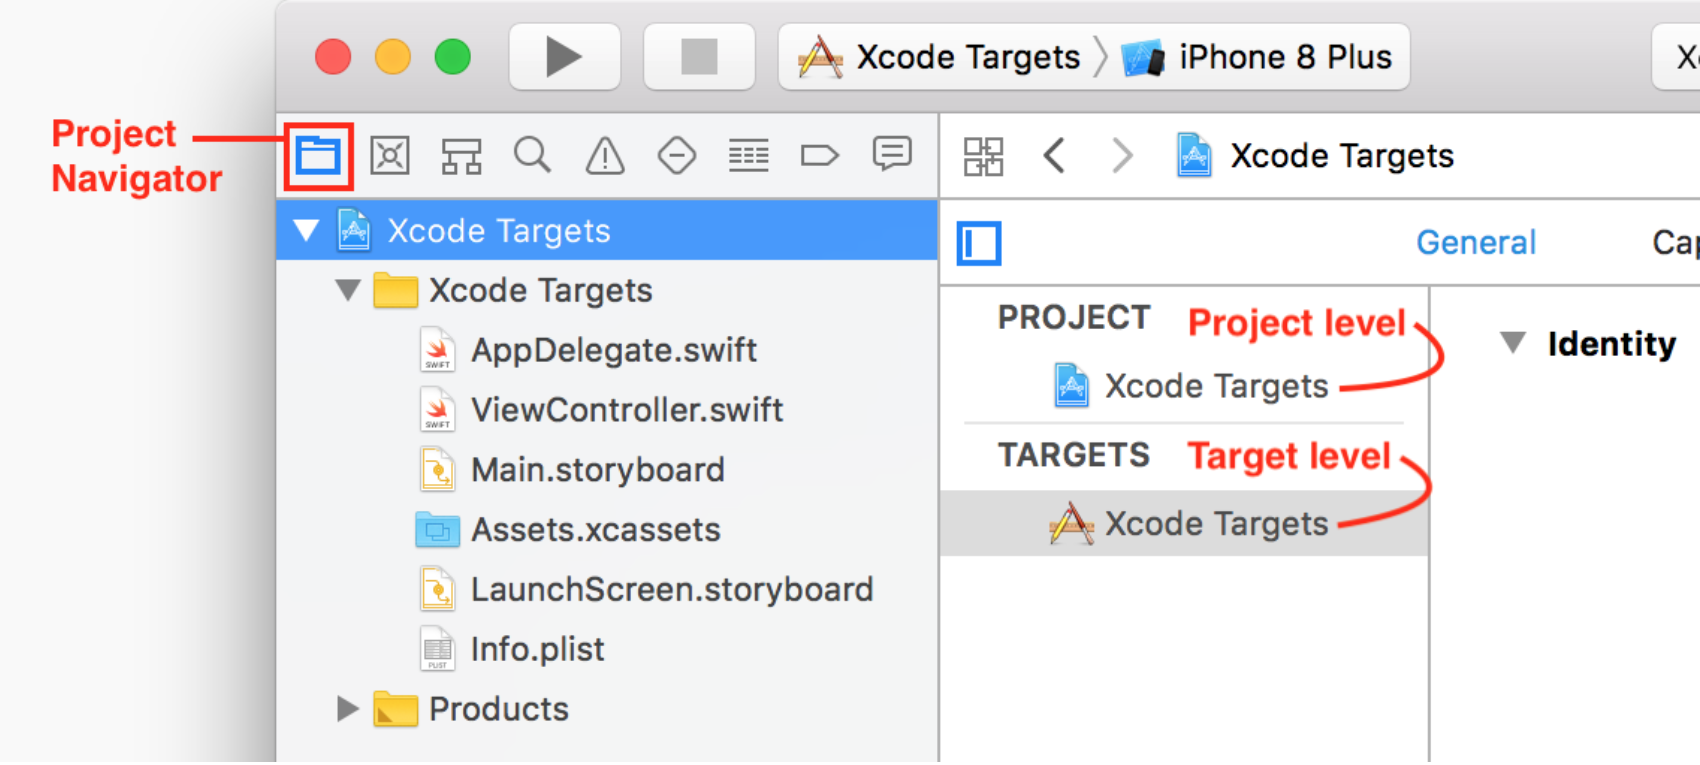 Xcode Targets
iPhone 8 Plus
Project
Navigator
Xcode Targets
Xcode Targets
General
Xcode Targets
PROJECT
Project level
Identity
Xcode Targets
AppDelegate.swift
Xcode Targets
ViewController.swift
TARGETS
Target level
Main.storyboard
Xcode Targets
Assets.xcassets
LaunchScreen.storyboard
Info.plist
Products